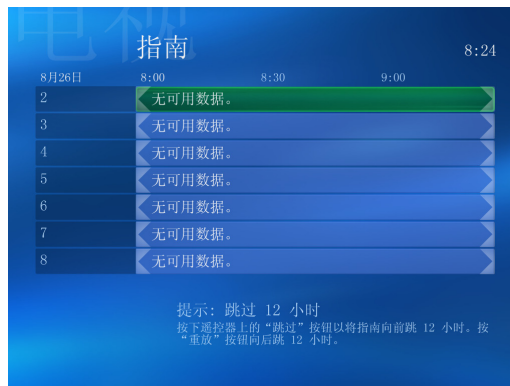 电视
指南
8:24
8月26日 8:00 8:30 9:00
2 无可用数据。
3 无可用数据。
4 无可用数据。
5 无可用数据。
6 无可用数据。
7 无可用数据。
8 无可用数据。
提示: 跳过 12 小时
按下遥控器上的“跳过”按钮以将指南向前跳 12 小时。按
“重放”按钮向后跳 12 小时。